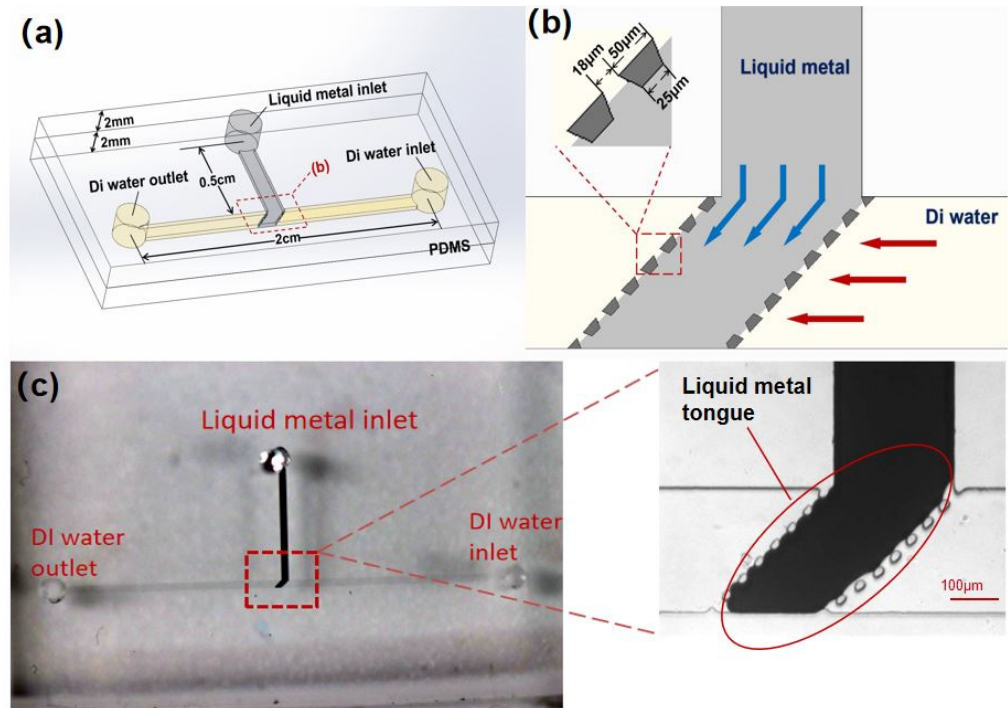 (a)
2mm
2mm
Liquid metal inlet
Di water outlet
0.5cm
(b)
Di water inlet
2cm
PDMS
(b)
18μm
50μm
25μm
Liquid metal
Di water
(c)
Liquid metal inlet
DI water
outlet
DI water
inlet
Liquid metal
tongue
100μm